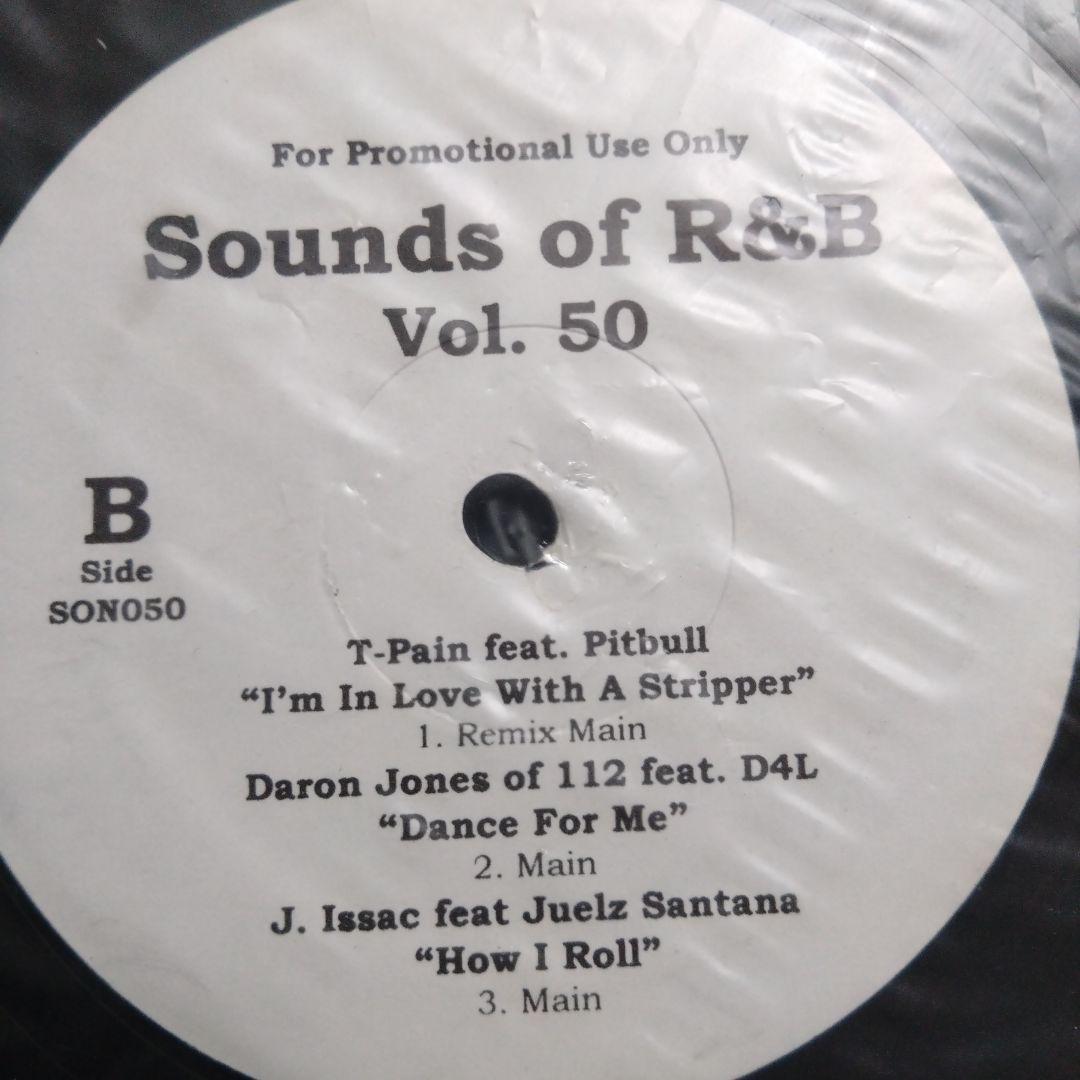 For Promotional Use Only
Sounds of R&B
Vol. 50
B
Side
SON050
T-Pain feat. Pitbull
“I’m In Love With A Stripper”
1. Remix Main
Daron Jones of 112 feat. D4L
“Dance For Me”
2. Main
J. Issac feat Juelz Santana
“How I Roll”
3. Main